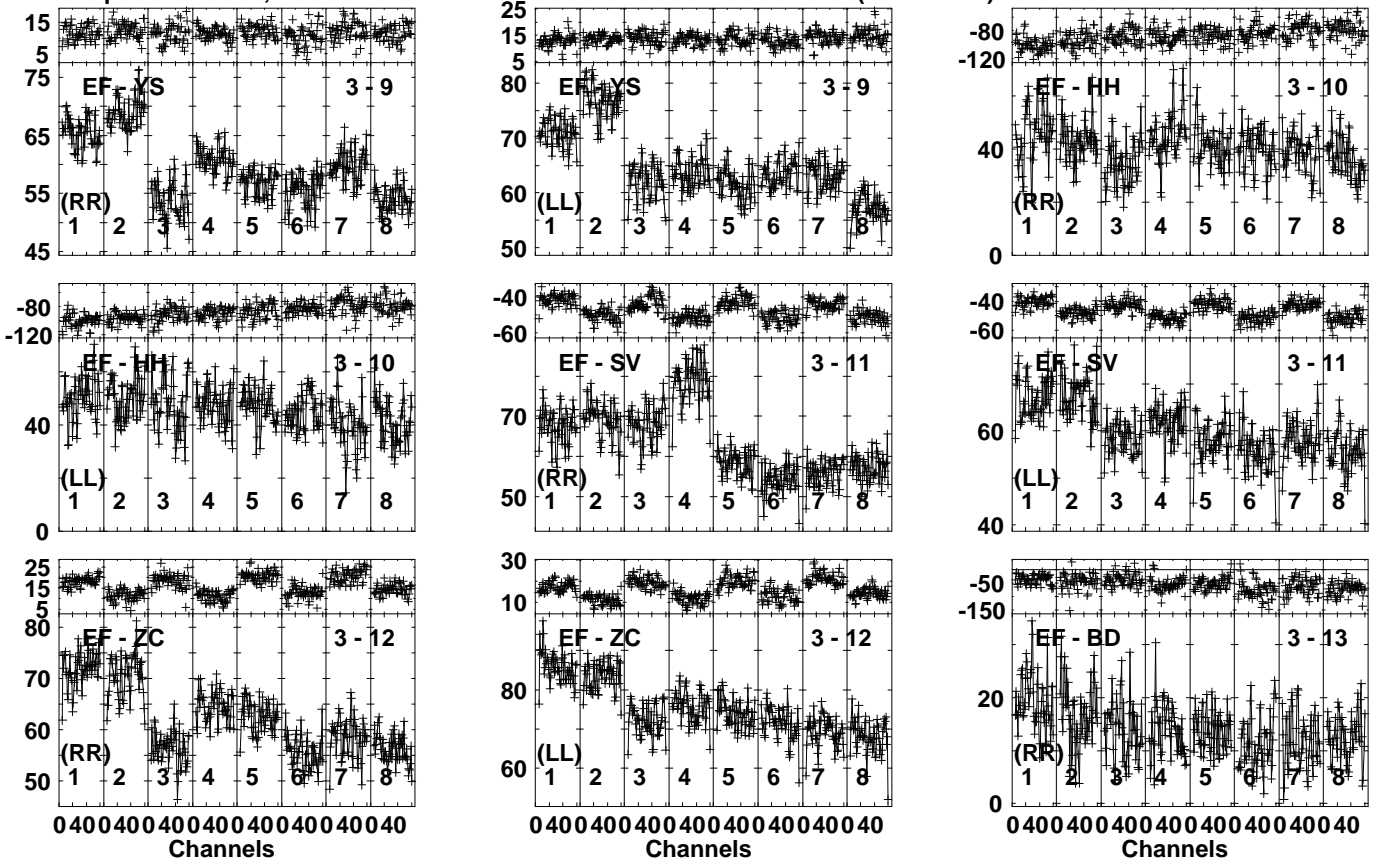 15
5
75
EF - YS 3 - 9
65
55
(RR)
1 2 3 4 5 6 7 8
45
25
15
5
80
EF - YS 3 - 9
70
60
(LL)
1 2 3 4 5 6 7 8
50
-80
-120
EF - HH 3 - 10
40
(RR)
1 2 3 4 5 6 7 8
0
-80
-120
EF - HH 3 - 10
40
(LL)
1 2 3 4 5 6 7 8
0
-40
-60
EF - SV 3 - 11
70
(RR)
50
1 2 3 4 5 6 7 8
-40
-60
EF - SV 3 - 11
60
(LL)
1 2 3 4 5 6 7 8
40
25
15
5
80
EF - ZC 3 - 12
70
60
(RR)
50
1 2 3 4 5 6 7 8
0 40 0 40 0 40 0 40 0 40 0 40 0 40 0 40
Channels
30
10
EF - ZC 3 - 12
80
(LL)
60
1 2 3 4 5 6 7 8
0 40 0 40 0 40 0 40 0 40 0 40 0 40 0 40
Channels
-50
-150
EF - BD 3 - 13
20
(RR)
1 2 3 4 5 6 7 8
0
0 40 0 40 0 40 0 40 0 40 0 40 0 40 0 40
Channels